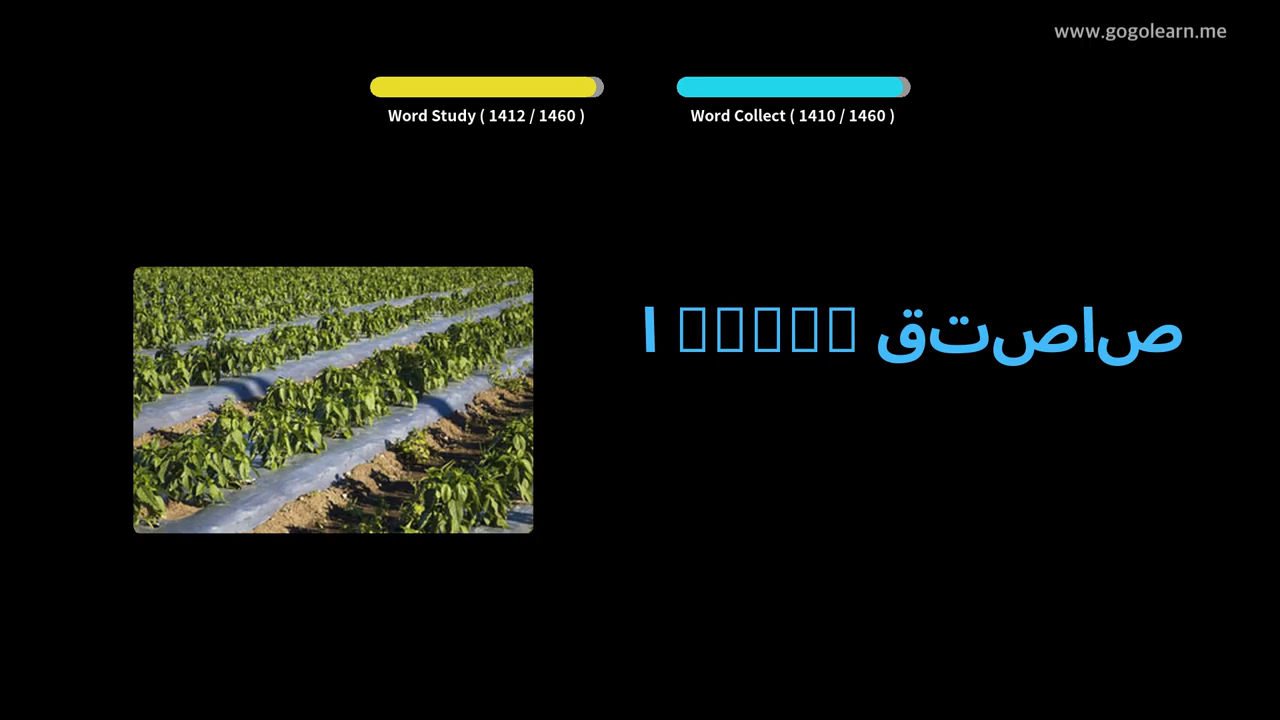 www.gogolearn.me
Word Study ( 1412 / 1460 )
Word Collect ( 1410 / 1460 )
صاصتق □□□□□ ا